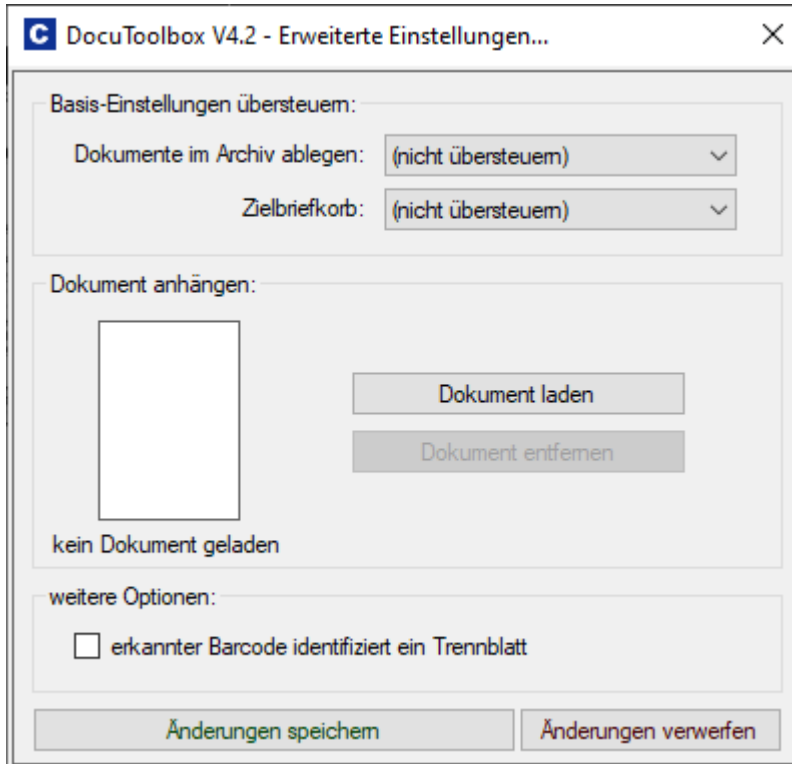 C DocuToolbox V4.2 - Erweiterte Einstellungen...
Basis-Einstellungen übersteuern:
Dokumente im Archiv ablegen: (nicht übersteuern)
Zielbriefkorb: (nicht übersteuern)
Dokument anhängen:
Dokument laden
Dokument entfernen
kein Dokument geladen
weitere Optionen:
erkannter Barcode identifiziert ein Trennblatt
Änderungen speichern Änderungen verwerfen